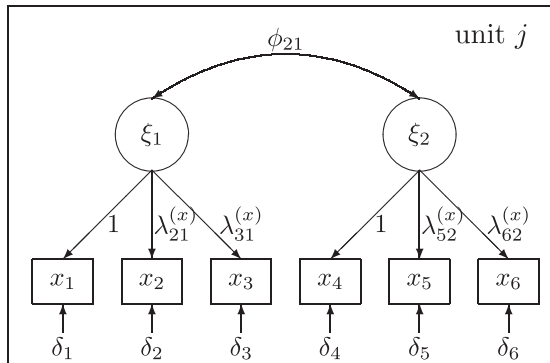 ϕ₂₁ unit j
ξ₁ ξ₂
1 λ₂₁⁽ˣ⁾ λ₃₁⁽ˣ⁾ 1 λ₅₂⁽ˣ⁾ λ₆₂⁽ˣ⁾
x₁ x₂ x₃ x₄ x₅ x₆
δ₁ δ₂ δ₃ δ₄ δ₅ δ₆